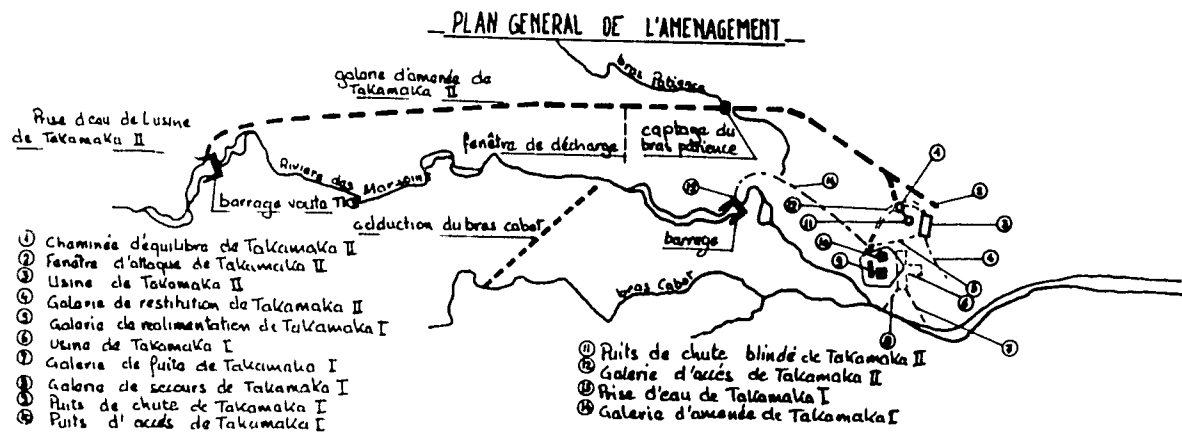 PLAN GENERAL DE L'AMENAGEMENT
bras Patience
galerie d'amenée de
Takamaka II
Prise d'eau de l'usine
de Takamaka II
fenêtre de décharge
captage du
bras patience
Rivière des Marsouins
barrage voute TK II
adduction du bras cabot
barrage
bras Cabot
① Chaminée d'équilibre de Takamaka II
② Fenêtre d'attaque de Takamaka II
③ Usine de Takamaka II
④ Galerie de restitution de Takamaka II
⑤ Galerie de realimentation de Takamaka I
⑥ Usine de Takamaka I
⑦ Galerie de fuite de Takamaka I
⑧ Galerie de secours de Takamaka I
⑨ Puits de chute de Takamaka I
⑩ Puits d'accés de Takamaka I
⑪ Puits de chute blindé de Takamaka II
⑫ Galerie d'accés de Takamaka II
⑬ Prise d'eau de Takamaka I
⑭ Galerie d'amenée de Takamaka I